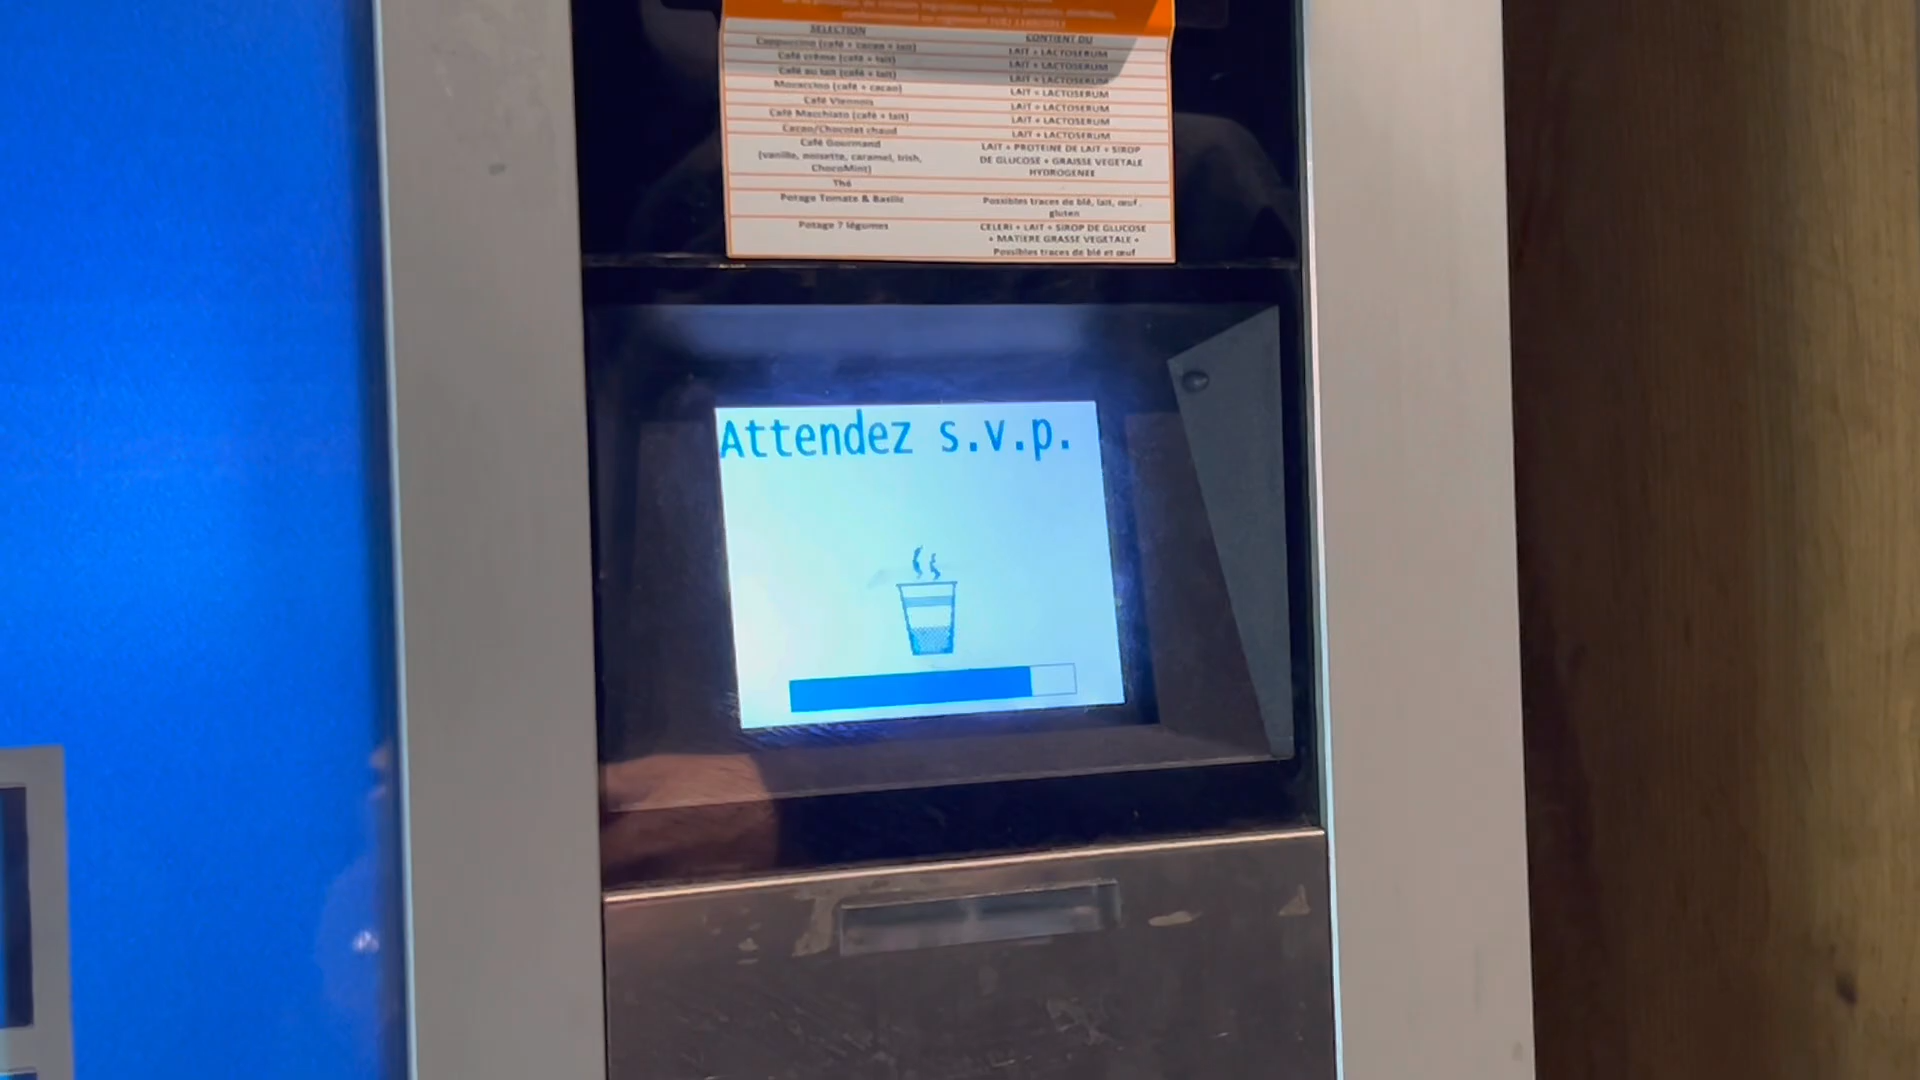 SELECTION CONTIENT DU
Cappuccino (café + cacao + lait) LAIT + LACTOSERUM
Café crème (café + lait) LAIT + LACTOSERUM
Café au lait (café + lait) LAIT + LACTOSERUM
Mocaccino (café + cacao) LAIT + LACTOSERUM
Café Viennois LAIT + LACTOSERUM
Café Macchiato (café + lait) LAIT + LACTOSERUM
Cacao/Chocolat chaud LAIT + LACTOSERUM
Café Gourmand LAIT + PROTEINE DE LAIT + SIROP
(vanille, noisette, caramel, Irish, DE GLUCOSE + GRAISSE VEGETALE
ChocoMint) HYDROGENEE
Thé
Potage Tomate & Basilic Possibles traces de blé, lait, œuf,
gluten
Potage 7 légumes CELERI + LAIT + SIROP DE GLUCOSE
+ MATIERE GRASSE VEGETALE +
Possibles traces de blé et œuf
Attendez s.v.p.